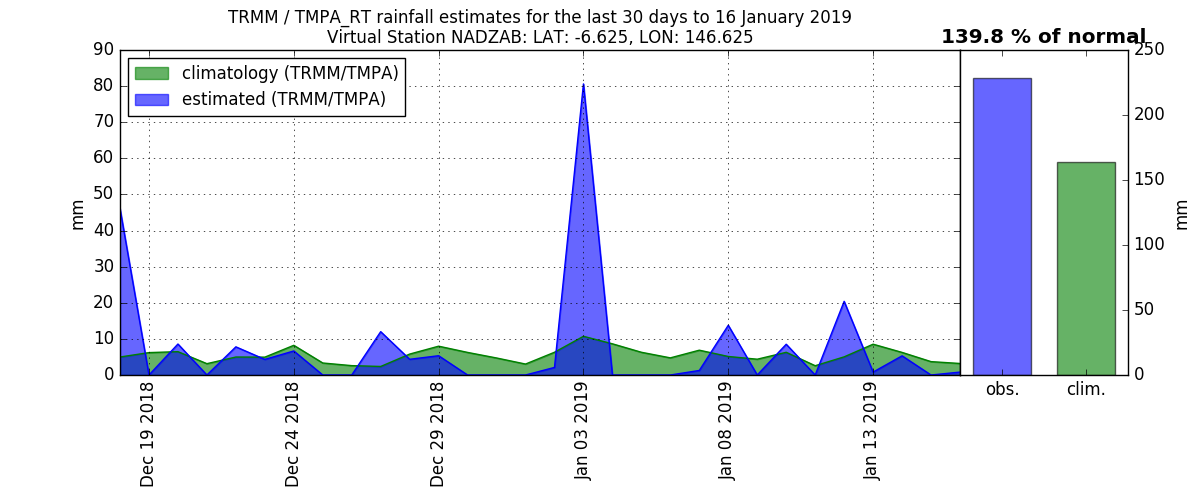 TRMM / TMPA_RT rainfall estimates for the last 30 days to 16 January 2019
Virtual Station NADZAB: LAT: -6.625, LON: 146.625
139.8 % of normal
climatology (TRMM/TMPA)
estimated (TRMM/TMPA)
90
80
70
60
50
40
30
20
10
0
mm
Dec 19 2018
Dec 24 2018
Dec 29 2018
Jan 03 2019
Jan 08 2019
Jan 13 2019
250
200
150
100
50
0
mm
obs.
clim.